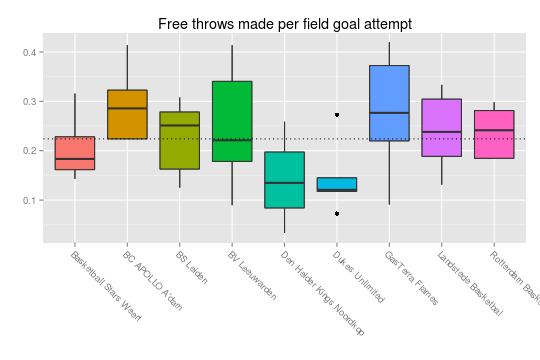 Free throws made per field goal attempt
0.4
0.3
0.2
0.1
Basketball Stars Weert
BC APOLLO A'dam
BS Leiden
BV Leeuwarden
Den Helder Kings Noordkop
Dukes Unlimited
GasTerra Flames
Landstede Basketbal
Rotterdam Baske